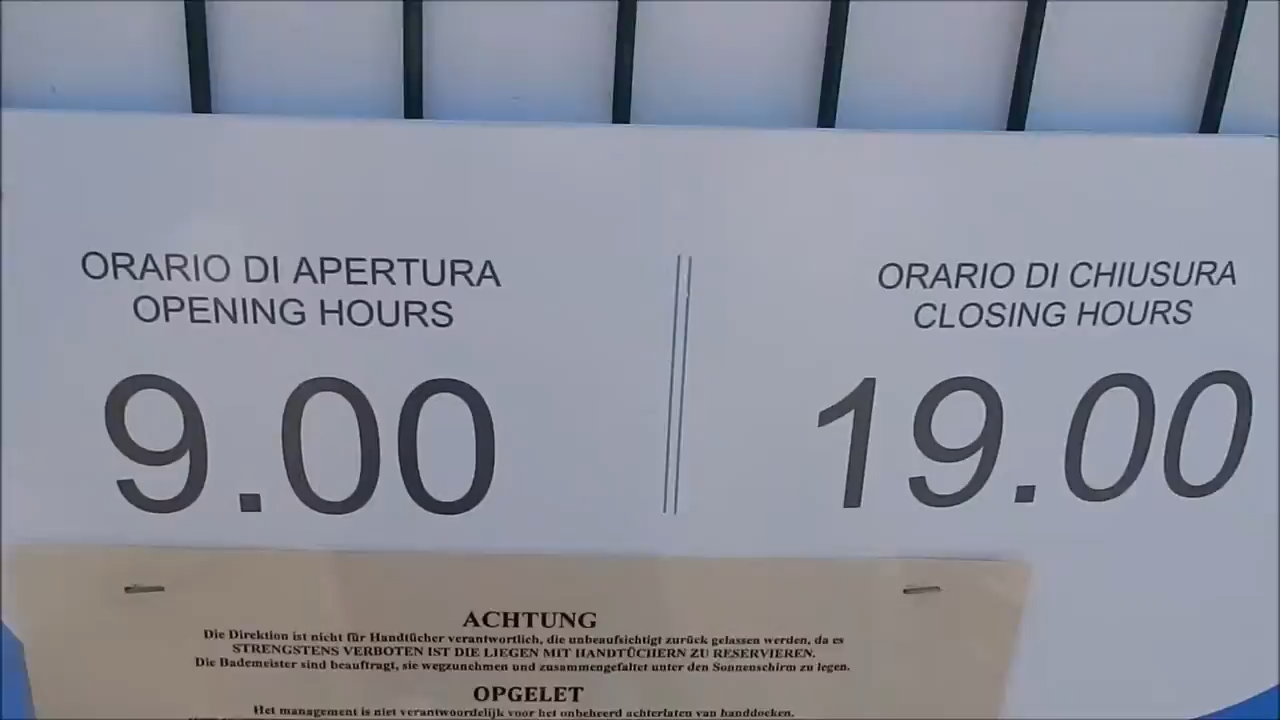 ORARIO DI APERTURA
OPENING HOURS
9.00
ORARIO DI CHIUSURA
CLOSING HOURS
19.00
ACHTUNG
Die Direktion ist nicht für Handtücher verantwortlich, die unbeaufsichtigt zurück gelassen werden, da es
STRENGSTENS VERBOTEN IST DIE LIEGEN MIT HANDTÜCHERN ZU RESERVIEREN.
Die Bademeister sind beauftragt, sie wegzunehmen und zusammengefaltet unter den Sonnenschirm zu legen.
OPGELET
Het management is niet verantwoordelijk voor het onbeheerd achterlaten van handdoeken.